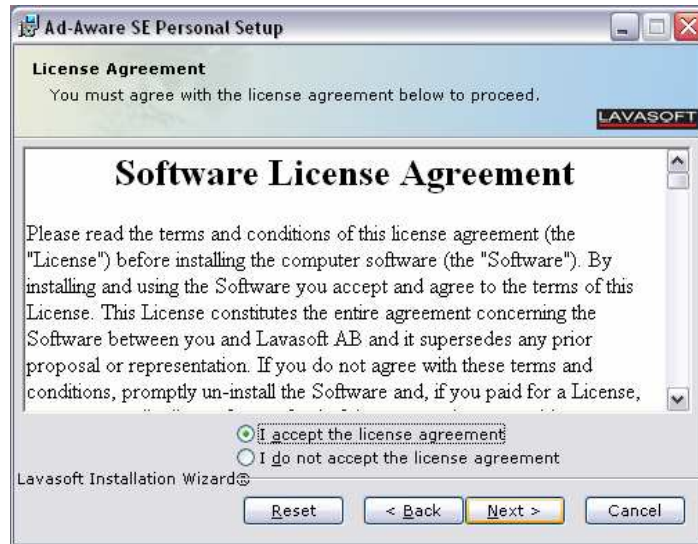 Ad-Aware SE Personal Setup
License Agreement
You must agree with the license agreement below to proceed.
LAVASOFT
Software License Agreement
Please read the terms and conditions of this license agreement (the
"License") before installing the computer software (the "Software"). By
installing and using the Software you accept and agree to the terms of this
License. This License constitutes the entire agreement concerning the
Software between you and Lavasoft AB and it supersedes any prior
proposal or representation. If you do not agree with these terms and
conditions, promptly un-install the Software and, if you paid for a License,
I accept the license agreement
I do not accept the license agreement
Lavasoft Installation Wizard®
Reset
< Back
Next >
Cancel